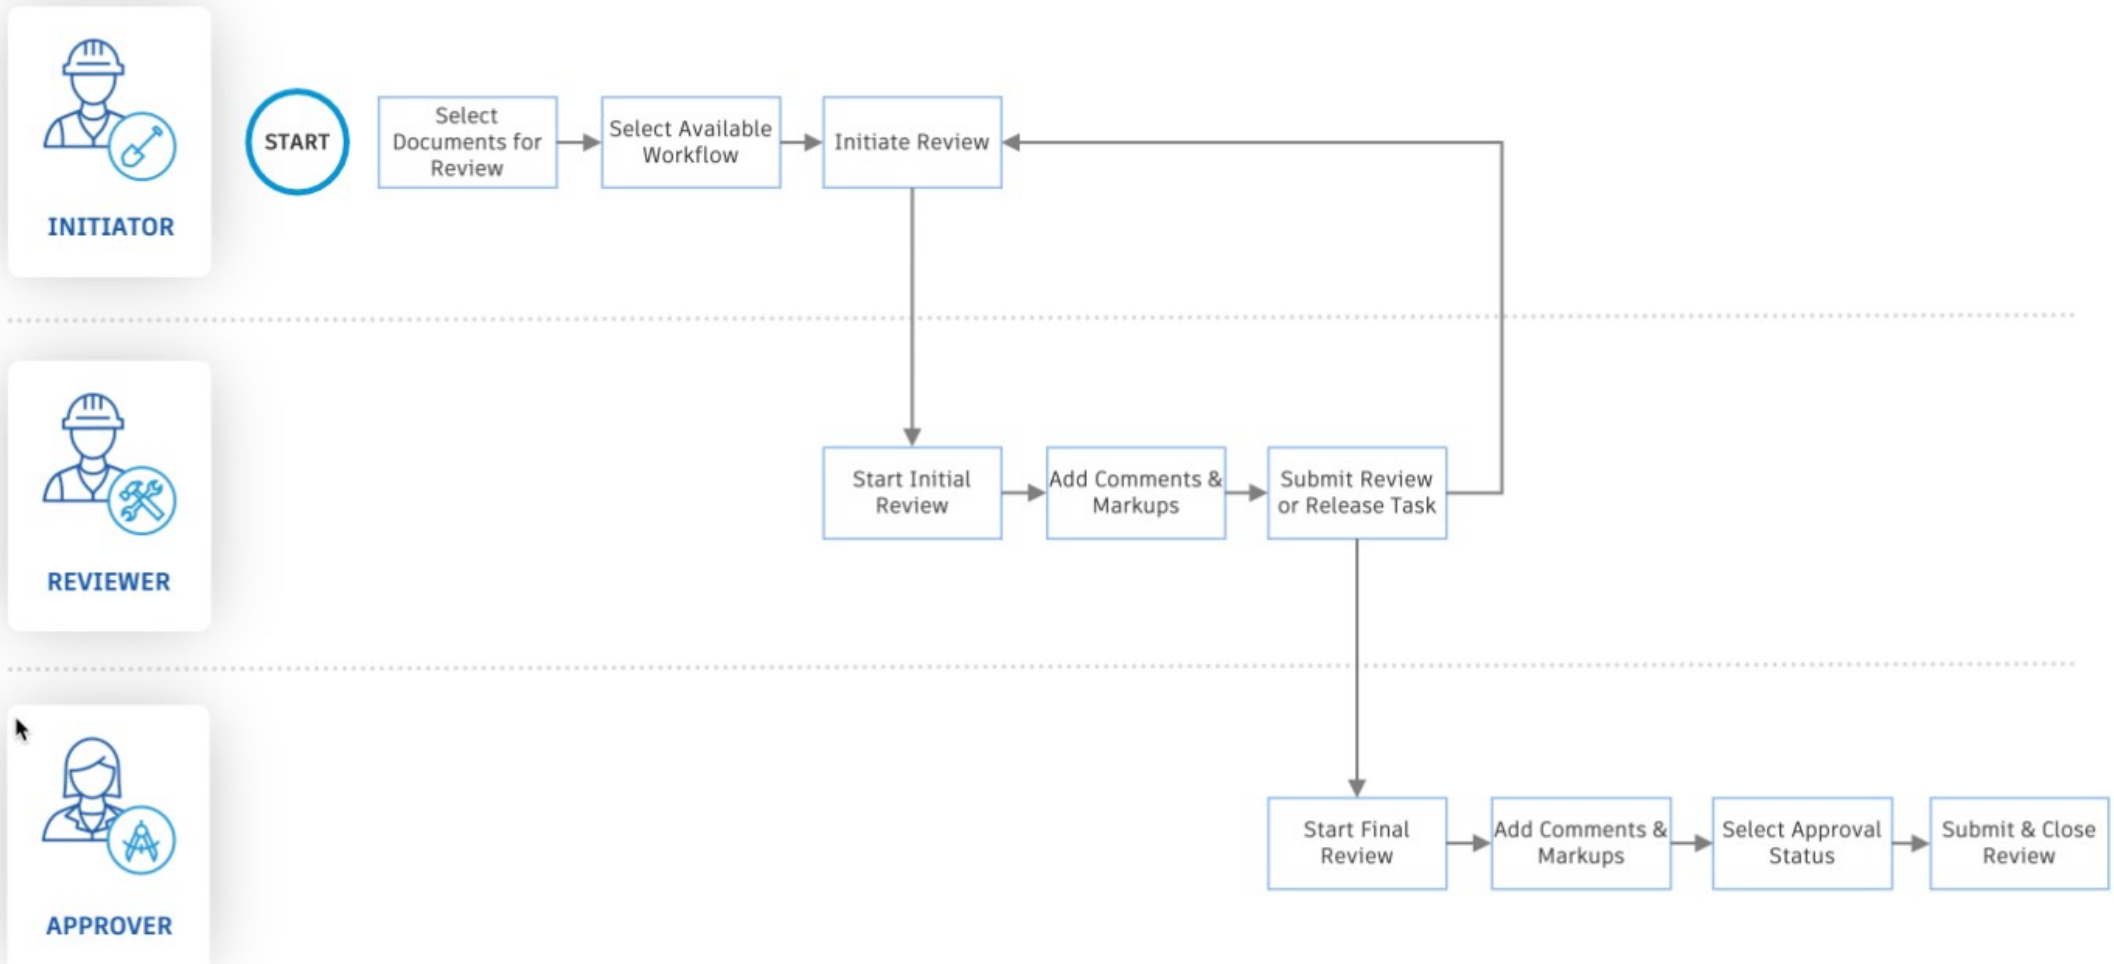 INITIATOR
START
Select
Documents for
Review
Select Available
Workflow
Initiate Review
REVIEWER
Start Initial
Review
Add Comments &
Markups
Submit Review
or Release Task
APPROVER
Start Final
Review
Add Comments &
Markups
Select Approval
Status
Submit & Close
Review